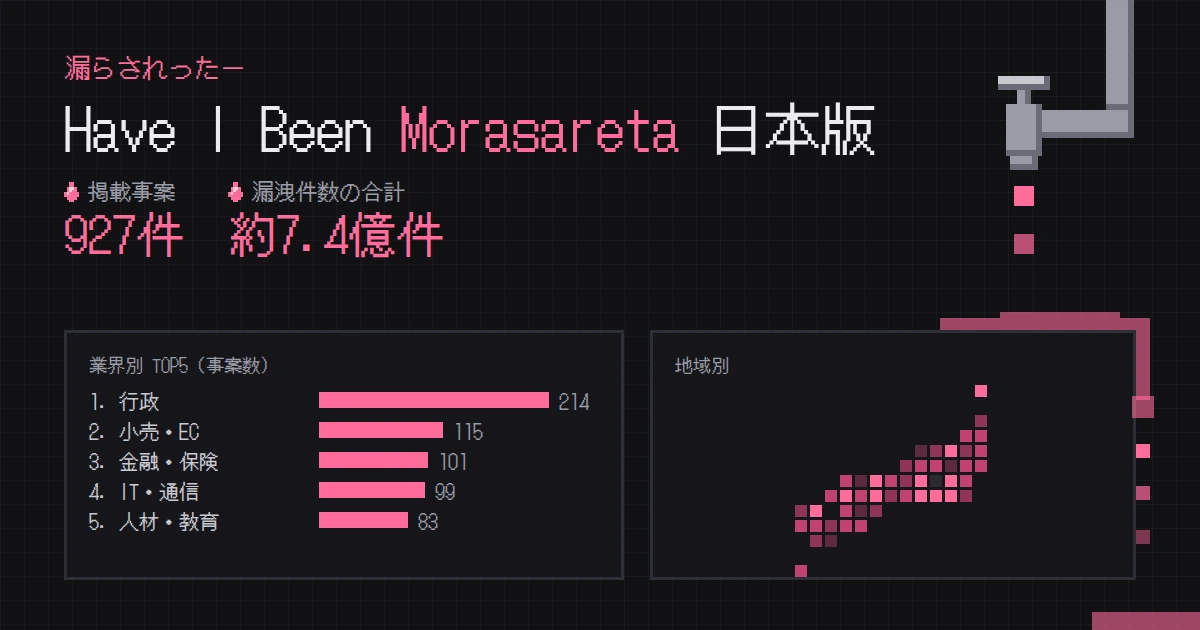 漏らされったー
Have I Been Morasareta 日本版
掲載事案 漏洩件数の合計
927件 約7.4億件
業界別 TOP5（事案数）
1. 行政 214
2. 小売・EC 115
3. 金融・保険 101
4. IT・通信 99
5. 人材・教育 83
地域別